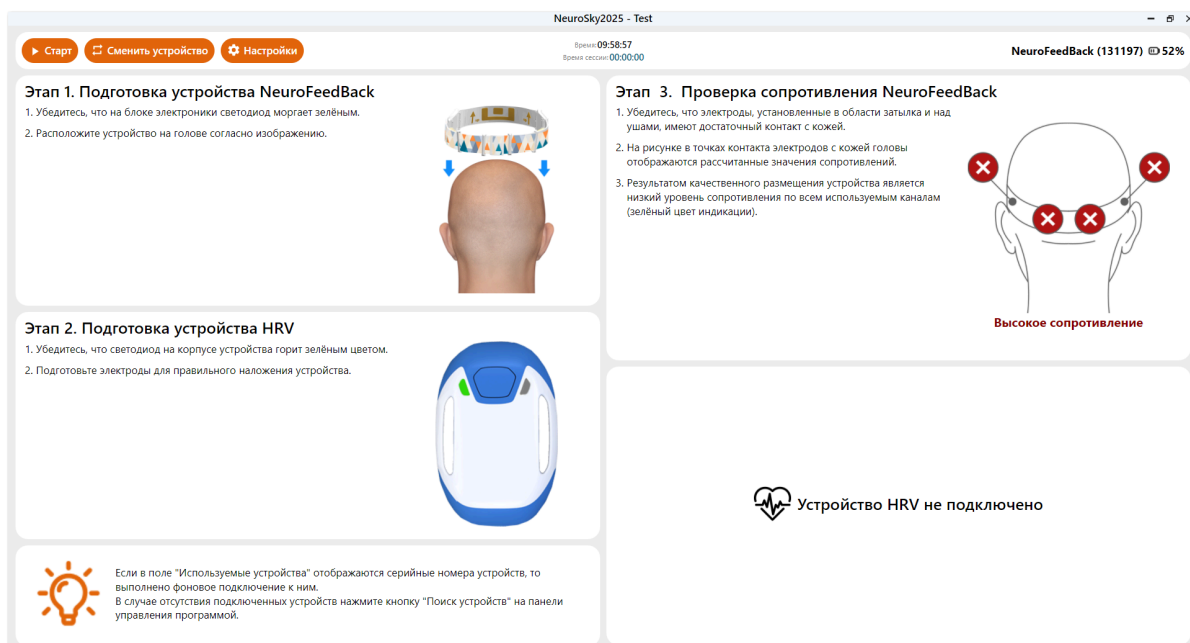 NeuroSky2025 - Test
Старт
Сменить устройство
Настройки
Время: 09:58:57
Время сессии: 00:00:00
NeuroFeedBack (131197) 52%
Этап 1. Подготовка устройства NeuroFeedBack
1. Убедитесь, что на блоке электроники светодиод моргает зелёным.
2. Расположите устройство на голове согласно изображению.
Этап 2. Подготовка устройства HRV
1. Убедитесь, что светодиод на корпусе устройства горит зелёным цветом.
2. Подготовьте электроды для правильного наложения устройства.
Если в поле "Используемые устройства" отображаются серийные номера устройств, то
выполнено фоновое подключение к ним.
В случае отсутствия подключенных устройств нажмите кнопку "Поиск устройств" на панели
управления программой.
Этап 3. Проверка сопротивления NeuroFeedBack
1. Убедитесь, что электроды, установленные в области затылка и над
ушами, имеют достаточный контакт с кожей.
2. На рисунке в точках контакта электродов с кожей головы
отображаются рассчитанные значения сопротивлений.
3. Результатом качественного размещения устройства является
низкий уровень сопротивления по всем используемым каналам
(зелёный цвет индикации).
Высокое сопротивление
Устройство HRV не подключено